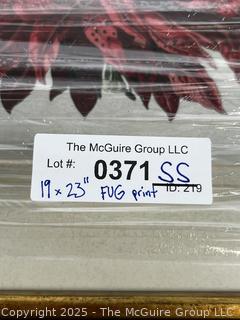 The McGuire Group LLC
Lot #: 0371 SS
19 x 23" FUG print ID: 219
Copyright 2025 - The McGuire Group LLC